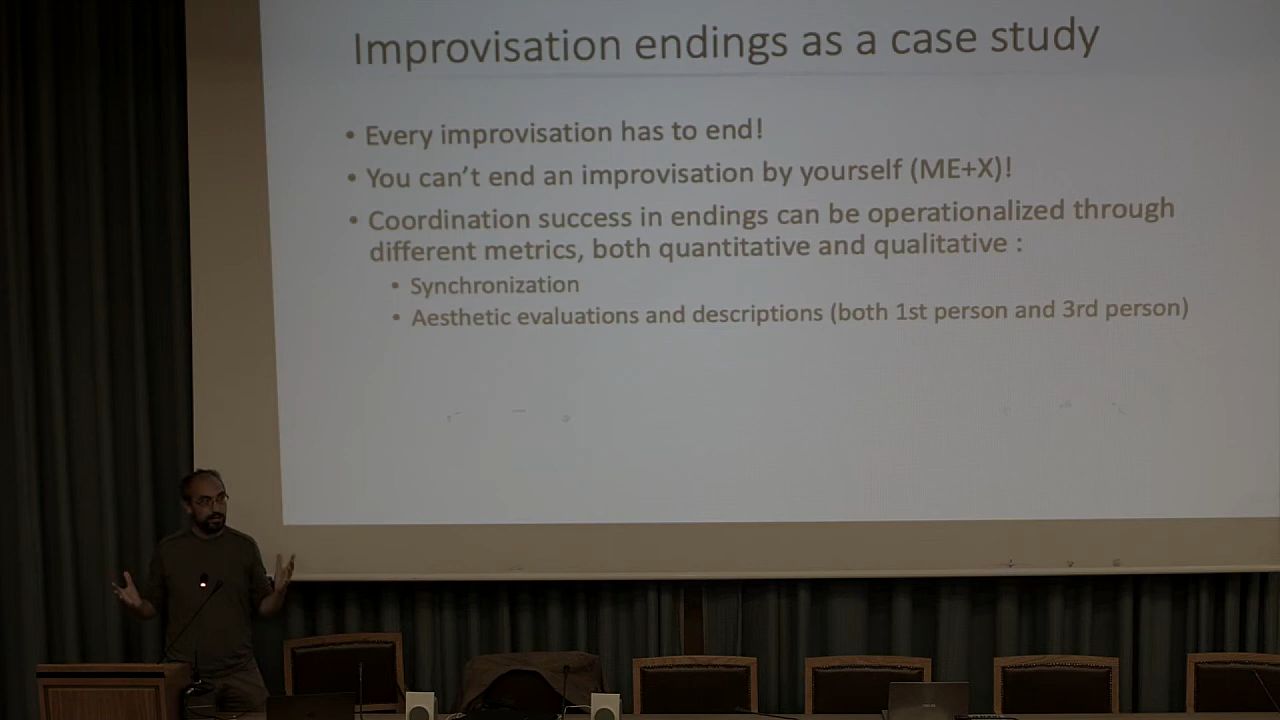 Improvisation endings as a case study
• Every improvisation has to end!
• You can't end an improvisation by yourself (ME+X)!
• Coordination success in endings can be operationalized through
different metrics, both quantitative and qualitative :
• Synchronization
• Aesthetic evaluations and descriptions (both 1st person and 3rd person)